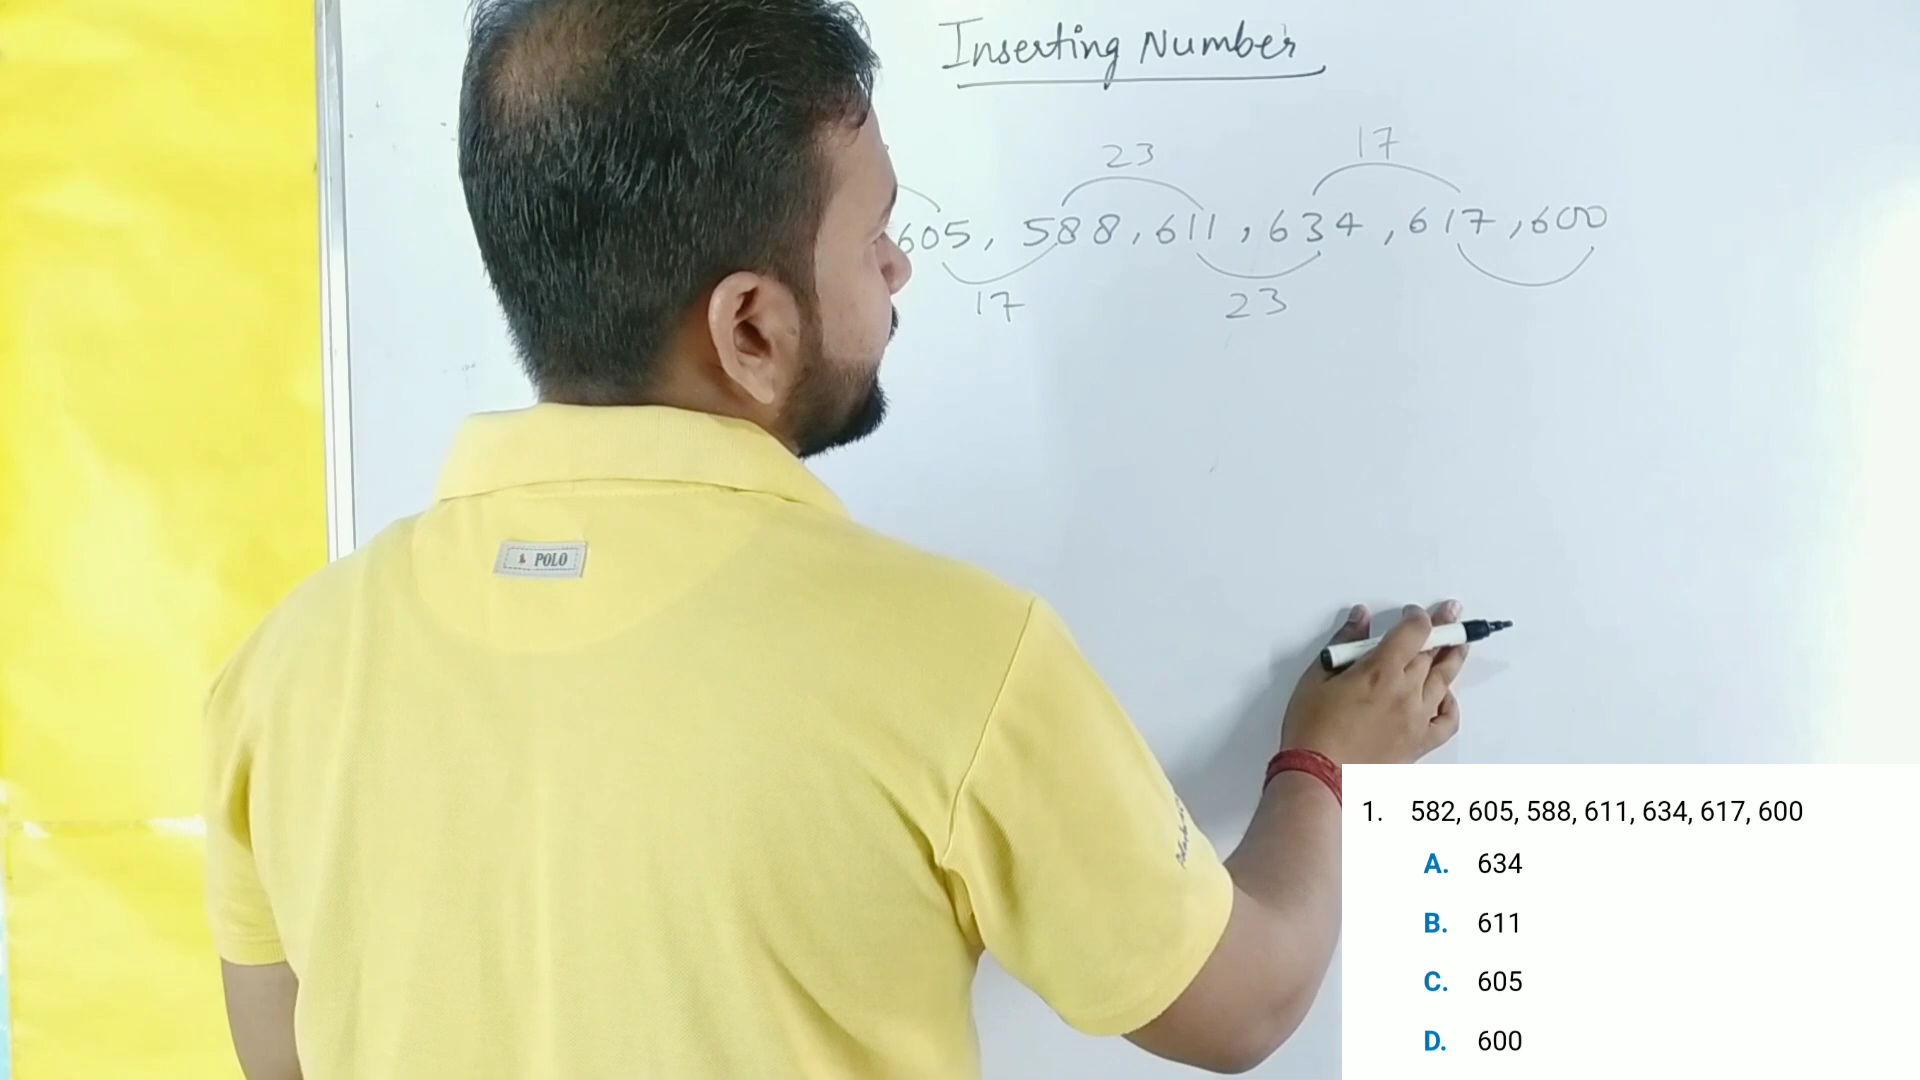 Inserting Number
23 17
605, 588, 611, 634, 617, 600
17 23
POLO
1. 582, 605, 588, 611, 634, 617, 600
A. 634
B. 611
C. 605
D. 600